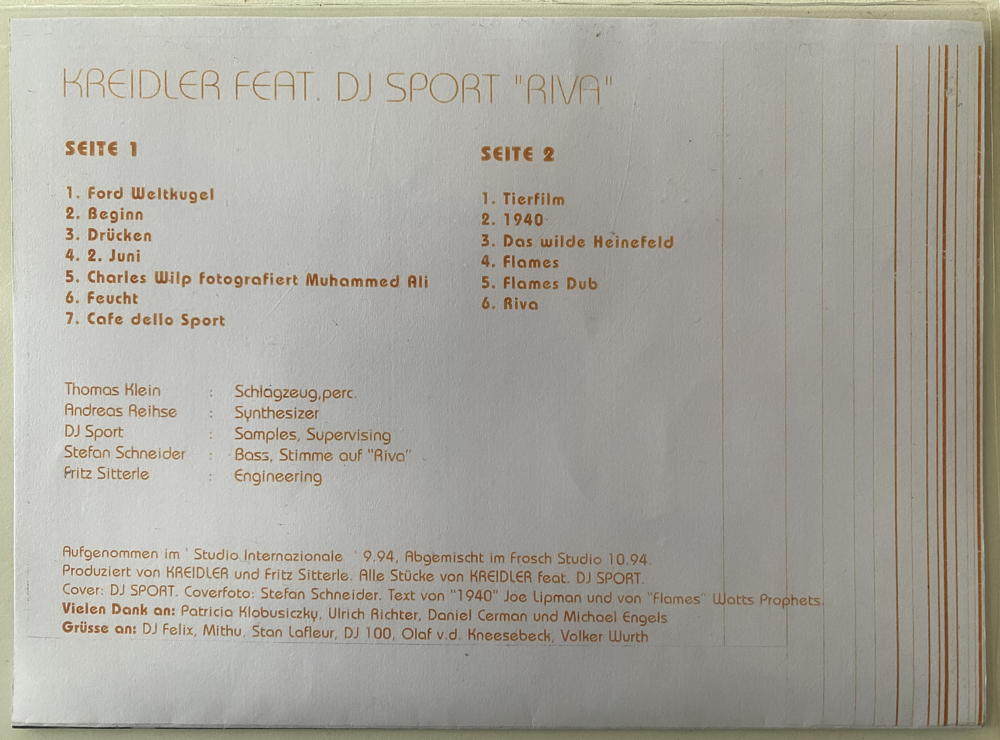 KREIDLER FEAT. DJ SPORT "RIVA"
SEITE 1
1. Ford Weltkugel
2. Beginn
3. Drücken
4. 2. Juni
5. Charles Wilp fotografiert Muhammed Ali
6. Feucht
7. Cafe dello Sport
SEITE 2
1. Tierfilm
2. 1940
3. Das wilde Heinefeld
4. Flames
5. Flames Dub
6. Riva
Thomas Klein : Schlagzeug,perc.
Andreas Reihse : Synthesizer
DJ Sport : Samples, Supervising
Stefan Schneider : Bass, Stimme auf "Riva"
Fritz Sitterle : Engineering
Aufgenommen im ' Studio Internazionale ' 9.94, Abgemischt im Frosch Studio 10.94.
Produziert von KREIDLER und Fritz Sitterle. Alle Stücke von KREIDLER feat. DJ SPORT.
Cover: DJ SPORT. Coverfoto: Stefan Schneider. Text von "1940" Joe Lipman und von "Flames" Watts Prophets.
Vielen Dank an: Patricia Klobusiczky, Ulrich Richter, Daniel Cerman und Michael Engels
Grüsse an: DJ Felix, Mithu, Stan Lafleur, DJ 100, Olaf v.d. Kneesebeck, Volker Wurth